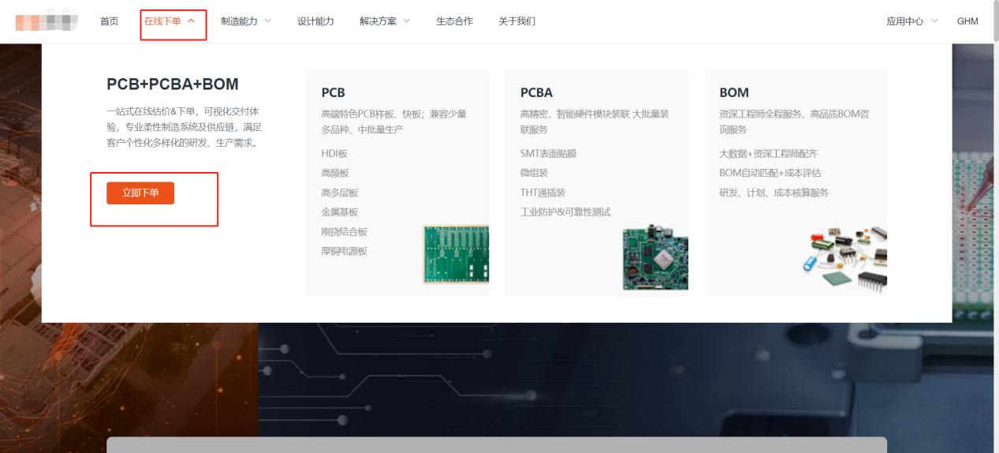 首页
在线下单
制造能力
设计能力
解决方案
生态合作
关于我们
应用中心
GHM
PCB+PCBA+BOM
一站式在线估价&下单，可视化交付体
验，专业柔性制造系统及供应链，满足
客户个性化多样化的研发、生产需求。
立即下单
PCB
高端特色PCB样板、快板；兼容少量
多品种、中批量生产
HDI板
高频板
高多层板
金属基板
刚挠结合板
厚铜电源板
PCBA
高精密、智能硬件模块装联 大批量装
联服务
SMT表面贴膜
微组装
THT通插装
工业防护&可靠性测试
BOM
资深工程师全程服务、高品质BOM咨
询服务
大数据+资深工程师配齐
BOM自动匹配+成本评估
研发、计划、成本核算服务